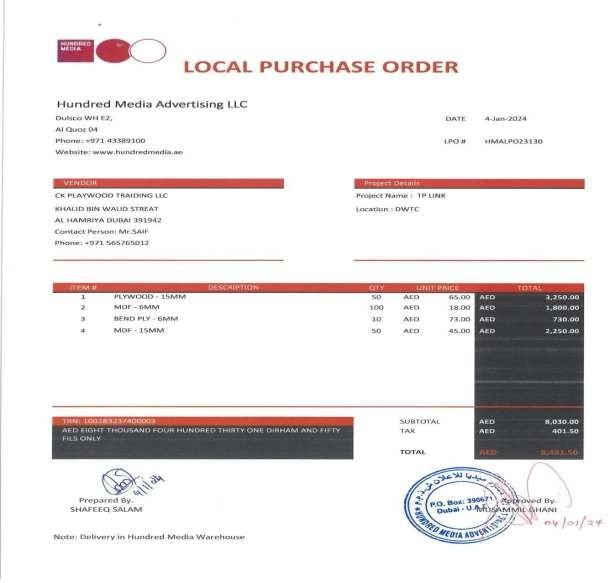 HUNDRED
MEDIA
LOCAL PURCHASE ORDER
Hundred Media Advertising LLC
Dulsco WH E2,
Al Quoz 04
Phone: +971 43389100
Website: www.hundredmedia.ae
DATE 4-Jan-2024
LPO # HMALPO23130
VENDOR
CK PLAYWOOD TRAIDING LLC
KHALID BIN WALID STREAT
AL HAMRIYA DUBAI 391942
Contact Person: Mr.SAIF
Phone: +971 565765012
Project Details
Project Name : TP LINK
Location : DWTC
ITEM # DESCRIPTION QTY UNIT PRICE TOTAL
1 PLYWOOD - 15MM 50 AED 65.00 AED 3,250.00
2 MDF - 6MM 100 AED 18.00 AED 1,800.00
3 BEND PLY - 6MM 10 AED 73.00 AED 730.00
4 MDF - 15MM 50 AED 45.00 AED 2,250.00
TRN: 100283237400003
AED EIGHT THOUSAND FOUR HUNDRED THIRTY ONE DIRHAM AND FIFTY
FILS ONLY
SUBTOTAL AED 8,030.00
TAX AED 401.50
TOTAL AED 8,431.50
4/1/24
Prepared By:
SHAFEEQ SALAM
P.O. Box: 390671
Dubai - U.A.E
HUNDRED MEDIA ADVERTISING
Approved By:
MUSAMMIL GHANI
04/01/24
Note: Delivery in Hundred Media Warehouse